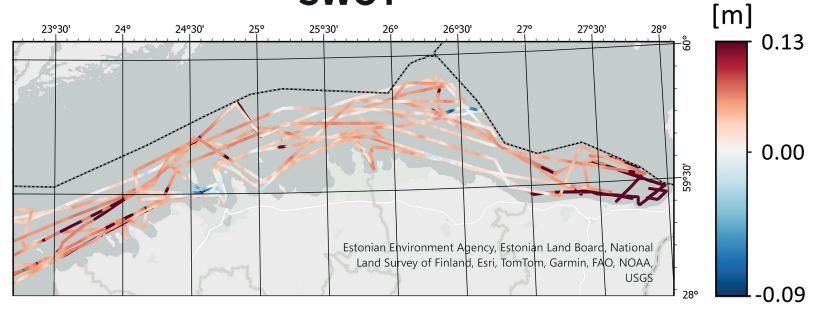 SWOT
[m]
23°30' 24° 24°30' 25° 25°30' 26° 26°30' 27° 27°30' 28°
60°
0.13
0.00
59°30'
Estonian Environment Agency, Estonian Land Board, National
Land Survey of Finland, Esri, TomTom, Garmin, FAO, NOAA,
USGS
28°
-0.09